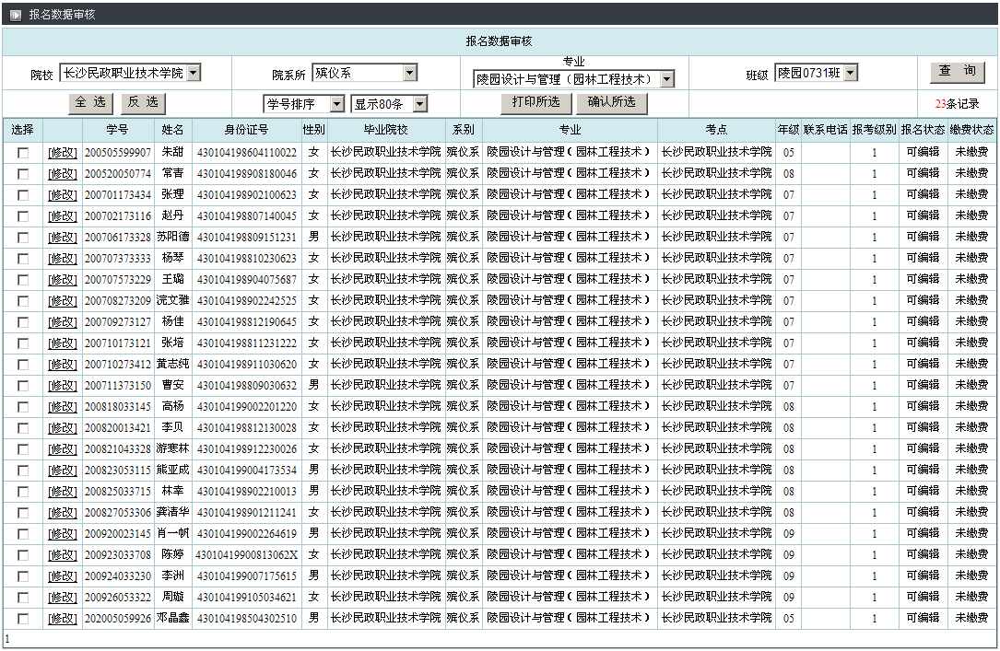 报名数据审核
报名数据审核
院校 长沙民政职业技术学院 院系所 殡仪系 专业 陵园设计与管理（园林工程技术） 班级 陵园0731班 查 询
全 选 反 选 学号排序 显示80条 打印所选 确认所选 23条记录
选择 学号 姓名 身份证号 性别 毕业院校 系别 专业 考点 年级 联系电话 报考级别 报名状态 缴费状态
[修改] 200505599907 朱甜 430104198604110022 女 长沙民政职业技术学院 殡仪系 陵园设计与管理（园林工程技术） 长沙民政职业技术学院 05 1 可编辑 未缴费
[修改] 200520050774 常青 430104198908180046 女 长沙民政职业技术学院 殡仪系 陵园设计与管理（园林工程技术） 长沙民政职业技术学院 08 1 可编辑 未缴费
[修改] 200701173434 张理 430104198902100623 女 长沙民政职业技术学院 殡仪系 陵园设计与管理（园林工程技术） 长沙民政职业技术学院 07 1 可编辑 未缴费
[修改] 200702173116 赵丹 430104198807140045 女 长沙民政职业技术学院 殡仪系 陵园设计与管理（园林工程技术） 长沙民政职业技术学院 07 1 可编辑 未缴费
[修改] 200706173328 苏阳德 430104198809151231 男 长沙民政职业技术学院 殡仪系 陵园设计与管理（园林工程技术） 长沙民政职业技术学院 07 1 可编辑 未缴费
[修改] 200707373333 杨琴 430104198810230623 女 长沙民政职业技术学院 殡仪系 陵园设计与管理（园林工程技术） 长沙民政职业技术学院 07 1 可编辑 未缴费
[修改] 200707573229 王璐 430104198904075687 女 长沙民政职业技术学院 殡仪系 陵园设计与管理（园林工程技术） 长沙民政职业技术学院 07 1 可编辑 未缴费
[修改] 200708273209 浣文雅 430104198902242525 女 长沙民政职业技术学院 殡仪系 陵园设计与管理（园林工程技术） 长沙民政职业技术学院 07 1 可编辑 未缴费
[修改] 200709273127 杨佳 430104198812190645 女 长沙民政职业技术学院 殡仪系 陵园设计与管理（园林工程技术） 长沙民政职业技术学院 07 1 可编辑 未缴费
[修改] 200710173121 张培 430104198811231222 女 长沙民政职业技术学院 殡仪系 陵园设计与管理（园林工程技术） 长沙民政职业技术学院 07 1 可编辑 未缴费
[修改] 200710273412 黄志纯 430104198911030620 女 长沙民政职业技术学院 殡仪系 陵园设计与管理（园林工程技术） 长沙民政职业技术学院 07 1 可编辑 未缴费
[修改] 200711373150 曹安 430104198809030632 男 长沙民政职业技术学院 殡仪系 陵园设计与管理（园林工程技术） 长沙民政职业技术学院 07 1 可编辑 未缴费
[修改] 200818033145 高杨 430104199002201220 女 长沙民政职业技术学院 殡仪系 陵园设计与管理（园林工程技术） 长沙民政职业技术学院 08 1 可编辑 未缴费
[修改] 200820013421 李贝 430104198812130028 女 长沙民政职业技术学院 殡仪系 陵园设计与管理（园林工程技术） 长沙民政职业技术学院 08 1 可编辑 未缴费
[修改] 200821043328 游寒林 430104198912230026 女 长沙民政职业技术学院 殡仪系 陵园设计与管理（园林工程技术） 长沙民政职业技术学院 08 1 可编辑 未缴费
[修改] 200823053115 熊亚成 430104199004173534 男 长沙民政职业技术学院 殡仪系 陵园设计与管理（园林工程技术） 长沙民政职业技术学院 08 1 可编辑 未缴费
[修改] 200825033715 林幸 430104198902210013 男 长沙民政职业技术学院 殡仪系 陵园设计与管理（园林工程技术） 长沙民政职业技术学院 08 1 可编辑 未缴费
[修改] 200827053306 龚清华 430104198901211241 女 长沙民政职业技术学院 殡仪系 陵园设计与管理（园林工程技术） 长沙民政职业技术学院 08 1 可编辑 未缴费
[修改] 200920023145 肖一帆 430104199002264619 男 长沙民政职业技术学院 殡仪系 陵园设计与管理（园林工程技术） 长沙民政职业技术学院 09 1 可编辑 未缴费
[修改] 200923033708 陈婷 43010419900813062X 女 长沙民政职业技术学院 殡仪系 陵园设计与管理（园林工程技术） 长沙民政职业技术学院 09 1 可编辑 未缴费
[修改] 200924033230 李洲 430104199007175615 男 长沙民政职业技术学院 殡仪系 陵园设计与管理（园林工程技术） 长沙民政职业技术学院 09 1 可编辑 未缴费
[修改] 200926053322 周璇 430104199105034621 女 长沙民政职业技术学院 殡仪系 陵园设计与管理（园林工程技术） 长沙民政职业技术学院 09 1 可编辑 未缴费
[修改] 202005059926 邓晶鑫 430104198504302510 男 长沙民政职业技术学院 殡仪系 陵园设计与管理（园林工程技术） 长沙民政职业技术学院 05 1 可编辑 未缴费
1